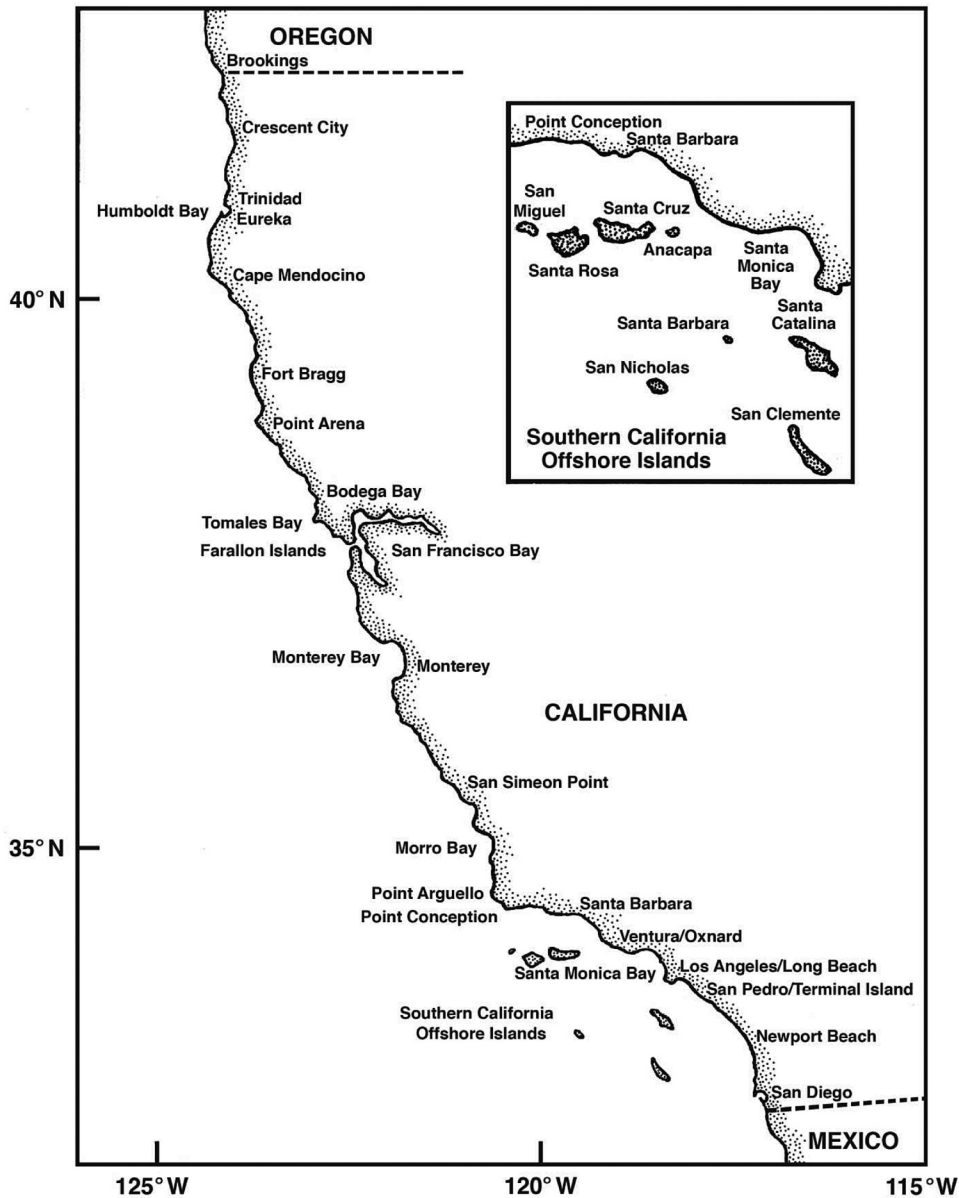 OREGON
Brookings
Crescent City
Trinidad
Humboldt Bay
Eureka
Cape Mendocino
40° N
Fort Bragg
Point Arena
Bodega Bay
Tomales Bay
Farallon Islands
San Francisco Bay
Monterey Bay
Monterey
CALIFORNIA
San Simeon Point
35° N
Morro Bay
Point Arguello
Point Conception
Santa Barbara
Ventura/Oxnard
Santa Monica Bay
Los Angeles/Long Beach
San Pedro/Terminal Island
Southern California
Offshore Islands
Newport Beach
San Diego
MEXICO
125° W
120° W
115° W
Point Conception
Santa Barbara
San
Miguel
Santa Cruz
Anacapa
Santa Rosa
Santa
Monica
Bay
Santa Barbara
Santa
Catalina
San Nicholas
San Clemente
Southern California
Offshore Islands